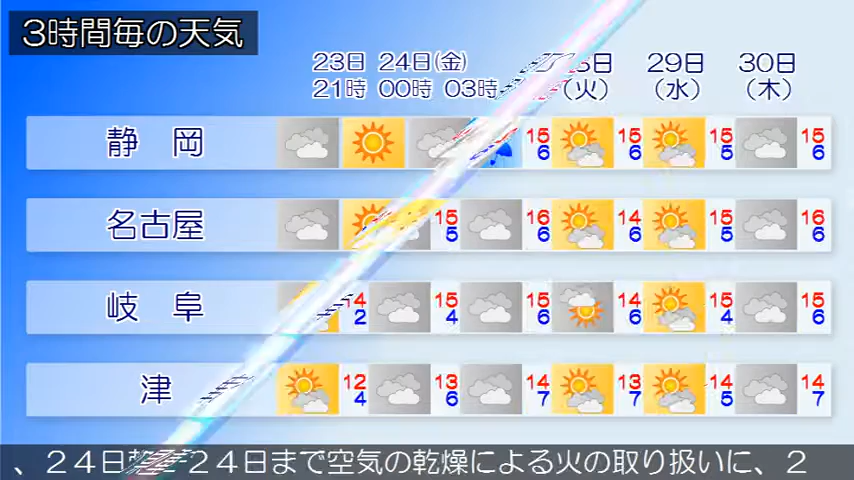 3時間毎の天気
23日 24日(金) 29日 30日
21時 00時 03時 (火) (水) (木)
静岡 15 15 15 15
6 6 5 6
名古屋 15 16 14 15 16
5 6 6 5 6
岐阜 15 15 14 15 15
2 4 6 6 4 6
津 12 13 14 13 14 14
4 6 7 7 5 7
、24日 24日まで空気の乾燥による火の取り扱いに、2